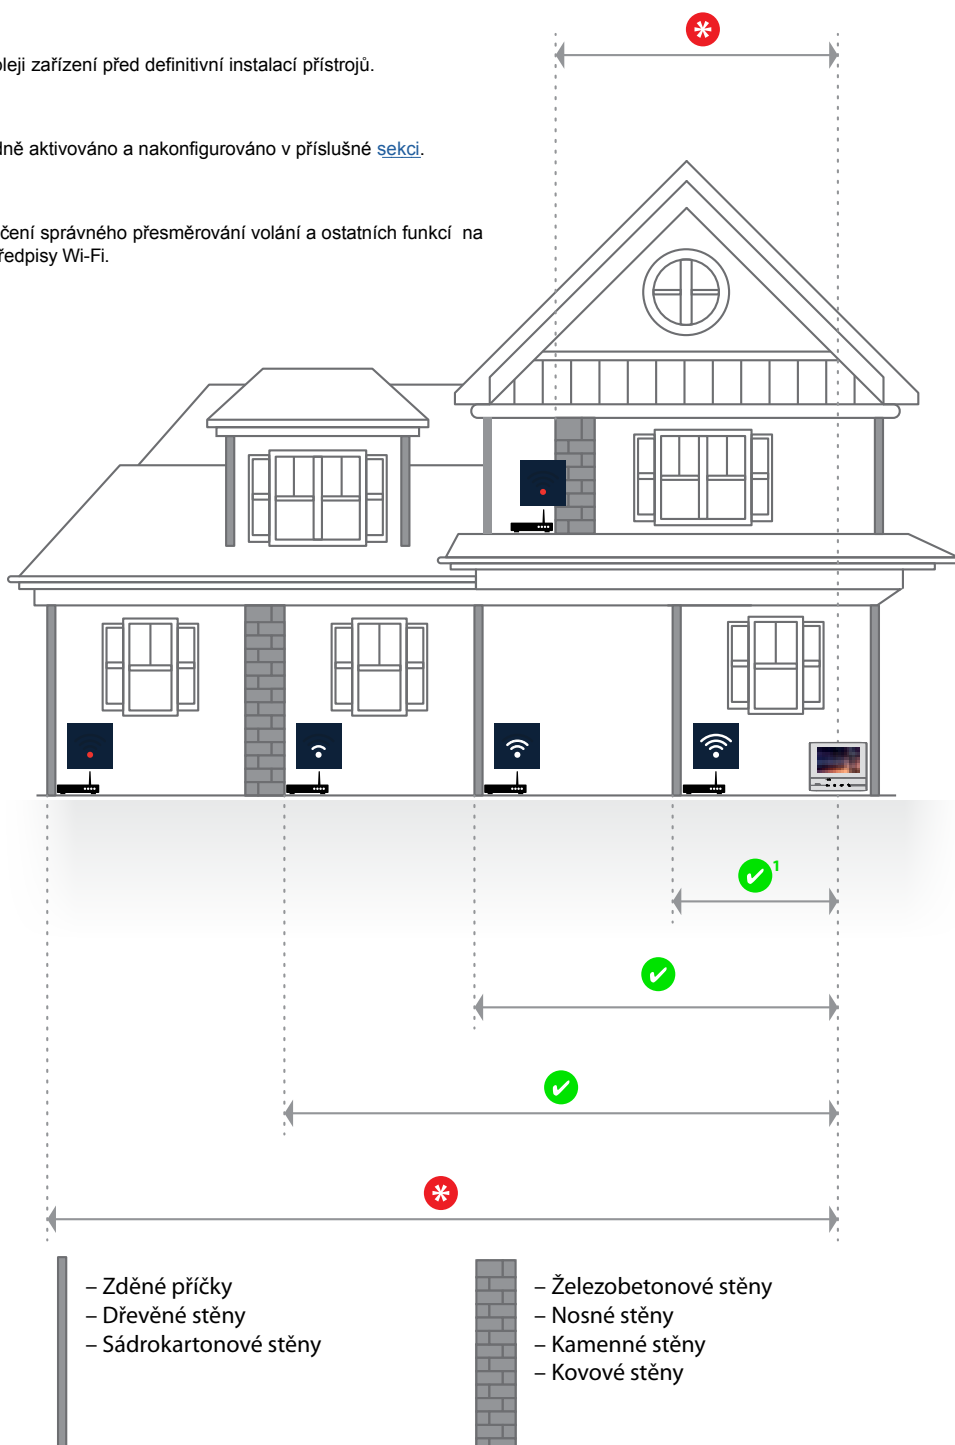 oleji zařízení před definitivní instalací přístrojů.
dně aktivováno a nakonfigurováno v příslušné sekci.
čení správného přesměrování volání a ostatních funkcí na
ředpisy Wi-Fi.
1
– Zděné příčky
– Dřevěné stěny
– Sádrokartonové stěny
– Železobetonové stěny
– Nosné stěny
– Kamenné stěny
– Kovové stěny